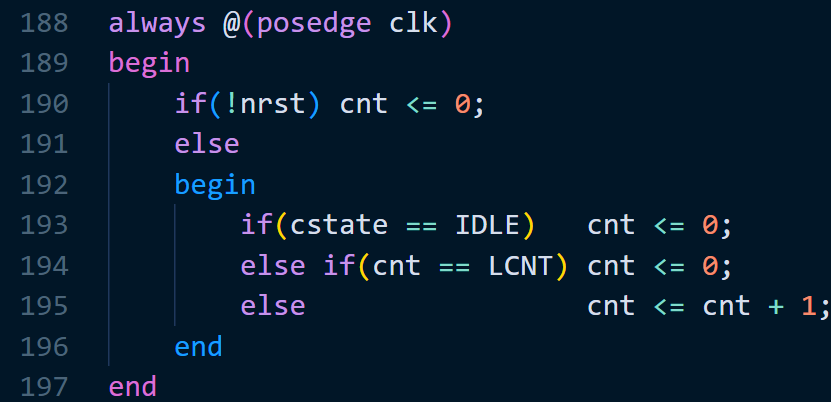 188 always @(posedge clk)
189 begin
190     if(!nrst) cnt <= 0;
191     else
192     begin
193         if(cstate == IDLE)   cnt <= 0;
194         else if(cnt == LCNT) cnt <= 0;
195         else                 cnt <= cnt + 1;
196     end
197 end